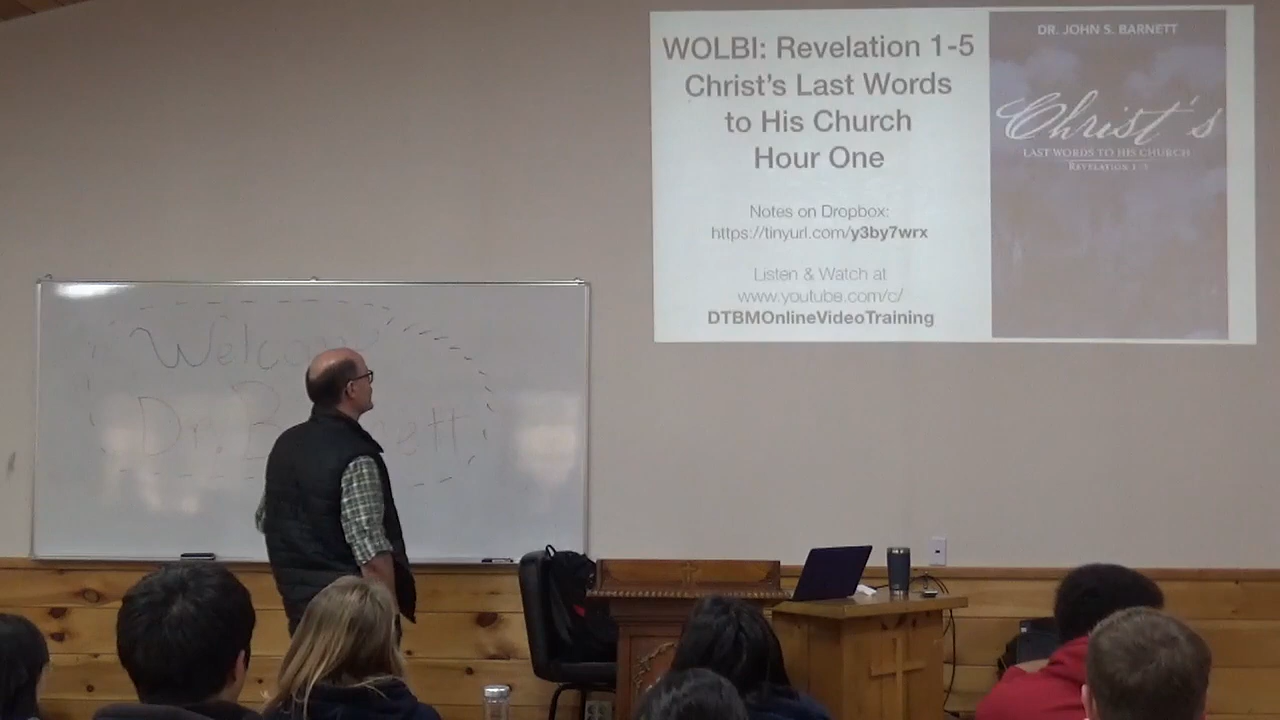 WOLBI: Revelation 1-5
Christ's Last Words
to His Church
Hour One
Notes on Dropbox:
https://tinyurl.com/y3by7wrx
Listen & Watch at
www.youtube.com/c/
DTBMOnlineVideoTraining
DR. JOHN S. BARNETT
Christ's
LAST WORDS TO HIS CHURCH
REVELATION 1-5
Dr.